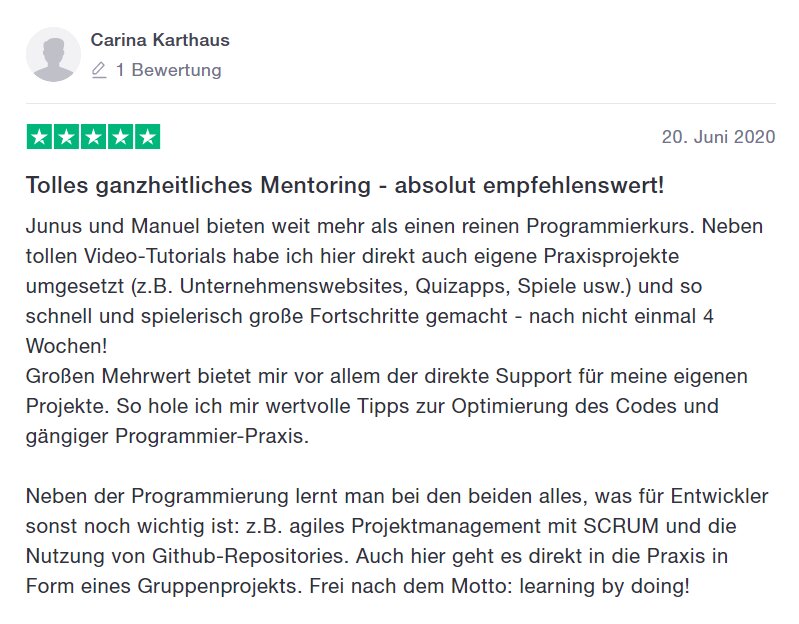 Carina Karthaus
1 Bewertung
20. Juni 2020
Tolles ganzheitliches Mentoring - absolut empfehlenswert!
Junus und Manuel bieten weit mehr als einen reinen Programmierkurs. Neben
tollen Video-Tutorials habe ich hier direkt auch eigene Praxisprojekte
umgesetzt (z.B. Unternehmenswebsites, Quizapps, Spiele usw.) und so
schnell und spielerisch große Fortschritte gemacht - nach nicht einmal 4
Wochen!
Großen Mehrwert bietet mir vor allem der direkte Support für meine eigenen
Projekte. So hole ich mir wertvolle Tipps zur Optimierung des Codes und
gängiger Programmier-Praxis.
Neben der Programmierung lernt man bei den beiden alles, was für Entwickler
sonst noch wichtig ist: z.B. agiles Projektmanagement mit SCRUM und die
Nutzung von Github-Repositories. Auch hier geht es direkt in die Praxis in
Form eines Gruppenprojekts. Frei nach dem Motto: learning by doing!